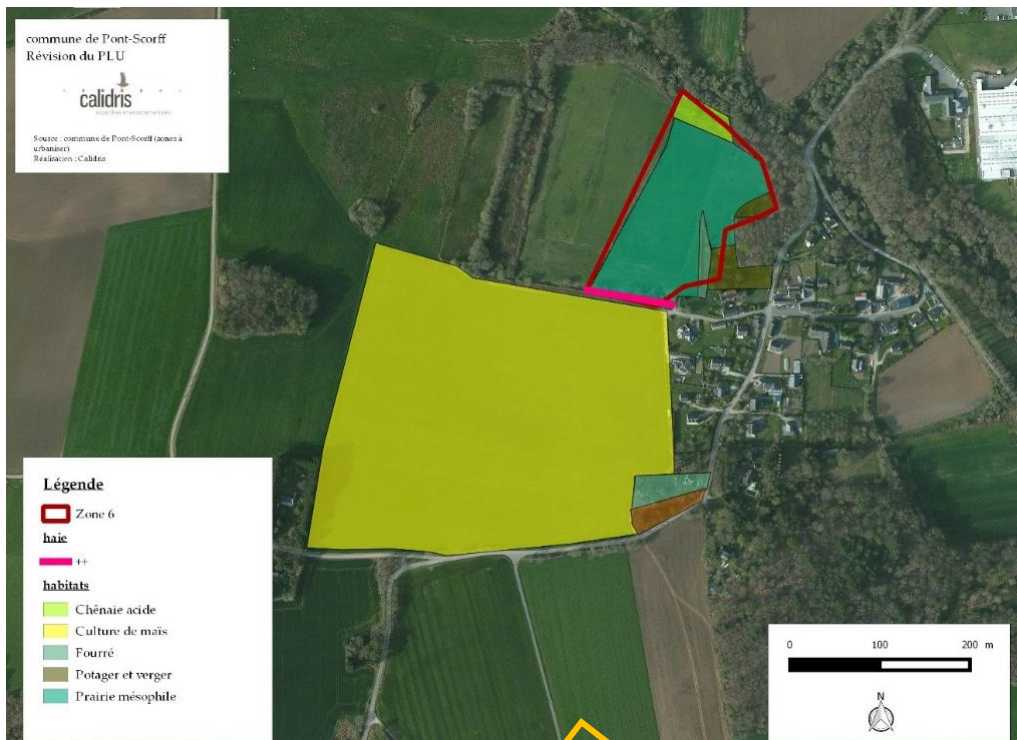 commune de Pont-Scorff
Révision du PLU
calidris
Source : commune de Pont-Scorff (zones à
urbaniser)
Réalisation : Calidris
Légende
Zone 6
haie
++
habitats
Chênaie acide
Culture de maïs
Fourré
Potager et verger
Prairie mésophile
0 100 200 m
N